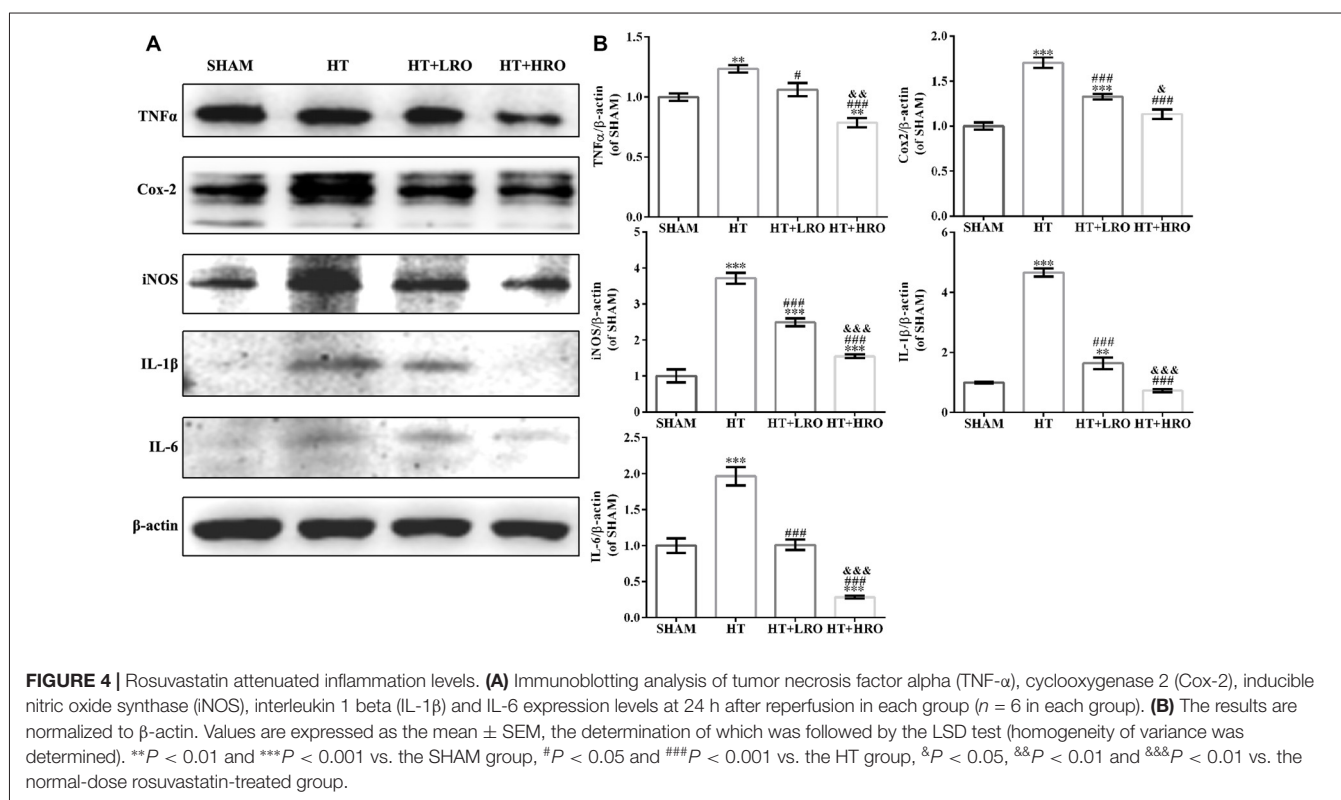 A
SHAM HT HT+LRO HT+HRO
TNFα
Cox-2
iNOS
IL-1β
IL-6
β-actin
B
TNFα/β-actin
(of SHAM)
1.5
1.0
0.5
0.0
**
#
&&
###
**
SHAM HT HT+LRO HT+HRO
Cox2/β-actin
(of SHAM)
2.0
1.5
1.0
0.5
0.0
***
###
***
&
###
SHAM HT HT+LRO HT+HRO
iNOS/β-actin
(of SHAM)
5
4
3
2
1
0
***
###
***
&&&
###
***
SHAM HT HT+LRO HT+HRO
IL-1β/β-actin
(of SHAM)
6
4
2
0
***
###
**
&&&
###
SHAM HT HT+LRO HT+HRO
IL-6/β-actin
(of SHAM)
2.5
2.0
1.5
1.0
0.5
0.0
***
###
&&&
###
***
SHAM HT HT+LRO HT+HRO
FIGURE 4 | Rosuvastatin attenuated inflammation levels. (A) Immunoblotting analysis of tumor necrosis factor alpha (TNF-α), cyclooxygenase 2 (Cox-2), inducible
nitric oxide synthase (iNOS), interleukin 1 beta (IL-1β) and IL-6 expression levels at 24 h after reperfusion in each group (n = 6 in each group). (B) The results are
normalized to β-actin. Values are expressed as the mean ± SEM, the determination of which was followed by the LSD test (homogeneity of variance was
determined). **P < 0.01 and ***P < 0.001 vs. the SHAM group, #P < 0.05 and ###P < 0.001 vs. the HT group, &P < 0.05, &&P < 0.01 and &&&P < 0.01 vs. the
normal-dose rosuvastatin-treated group.